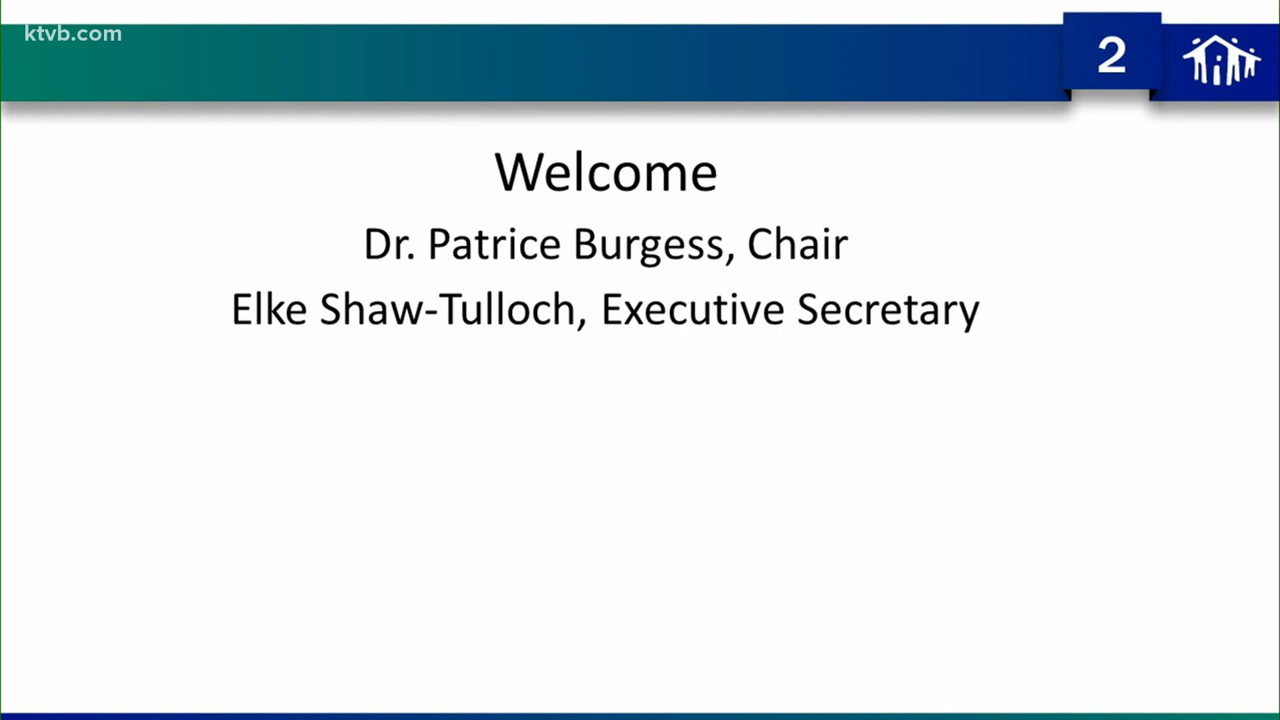 ktvb.com
2
Welcome
Dr. Patrice Burgess, Chair
Elke Shaw-Tulloch, Executive Secretary